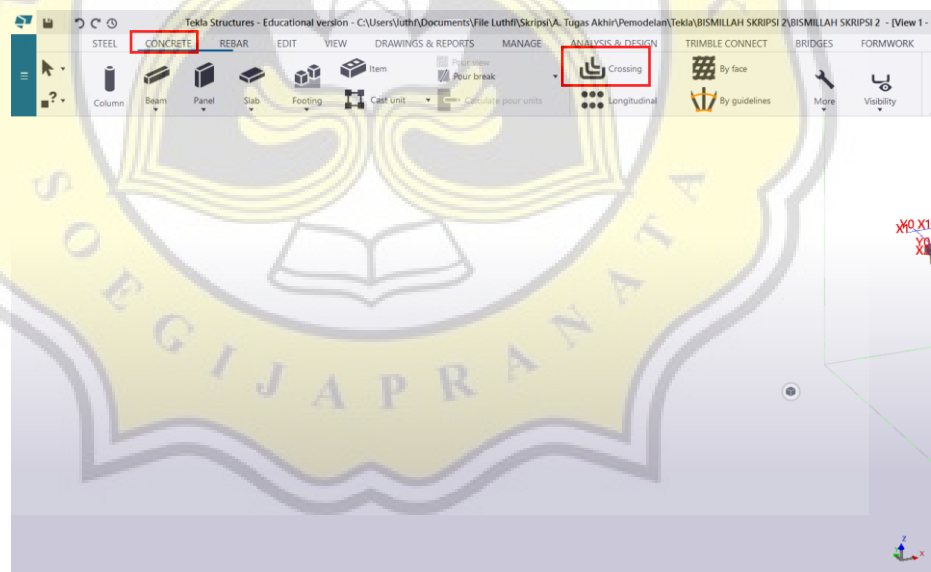 Tekla Structures - Educational version - C:\Users\luthf\Documents\File Luthfi\Skripsi\A. Tugas Akhir\Pemodelan\Tekla\BISMILLAH SKRIPSI 2\BISMILLAH SKRIPSI 2 - [View 1 -
STEEL CONCRETE REBAR EDIT VIEW DRAWINGS & REPORTS MANAGE ANALYSIS & DESIGN TRIMBLE CONNECT BRIDGES FORMWORK
Column Beam Panel Slab Footing
Item
Cast unit
Pour view
Pour break
Calculate pour units
Crossing
Longitudinal
By face
By guidelines
More Visibility
SOEGIJAPRANATA
Y0 X1
z
x